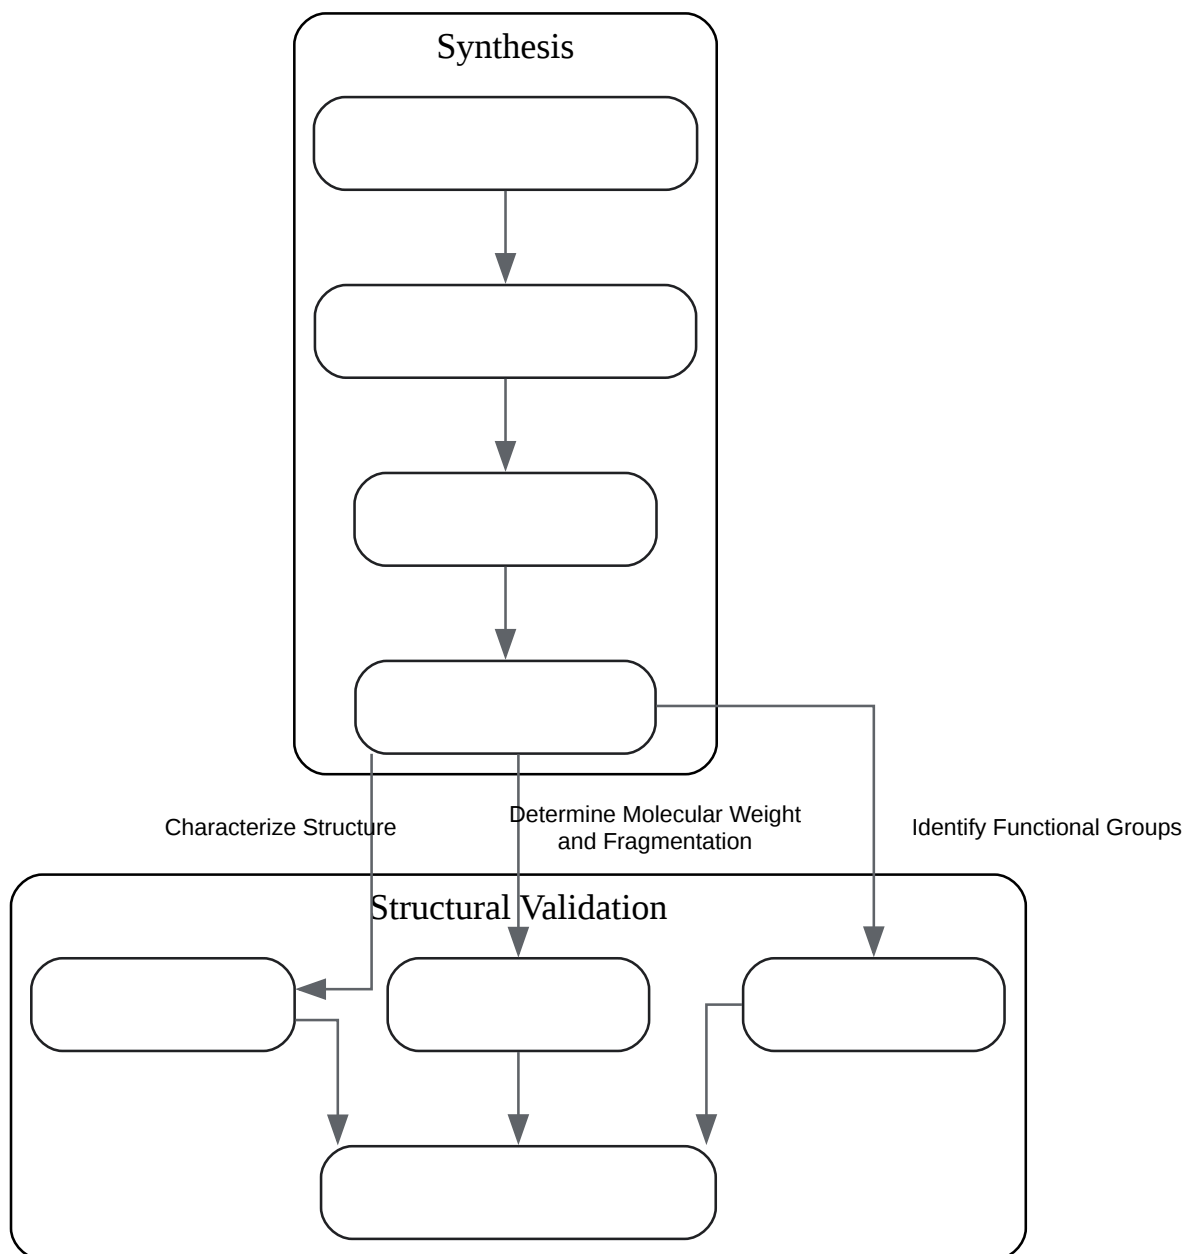 Synthesis
Characterize Structure
Determine Molecular Weight
and Fragmentation
Identify Functional Groups
Structural Validation